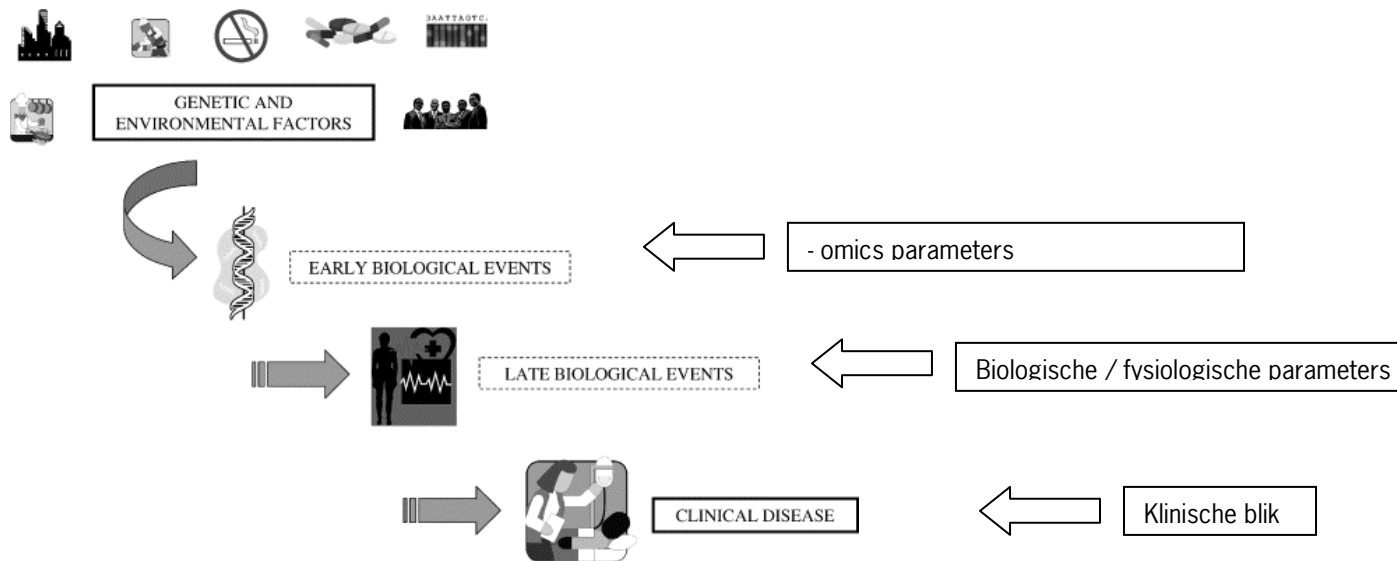 GAATTAGTC.
GENETIC AND
ENVIRONMENTAL FACTORS
- omics parameters
EARLY BIOLOGICAL EVENTS
Biologische / fysiologische parameters
LATE BIOLOGICAL EVENTS
CLINICAL DISEASE
Klinische blik